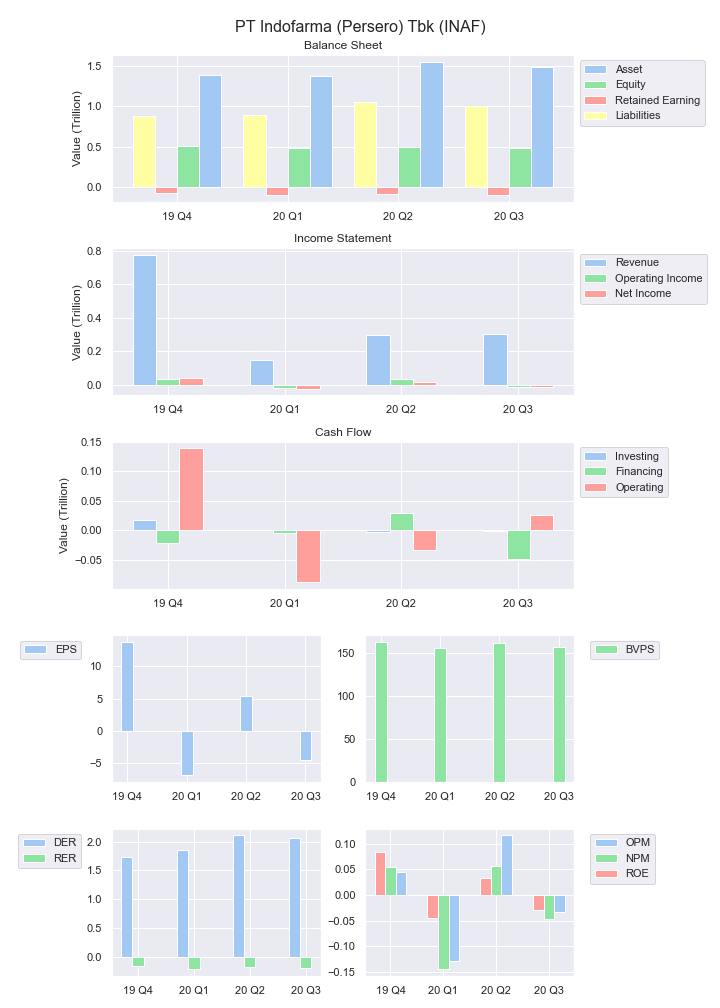 PT Indofarma (Persero) Tbk (INAF)
Balance Sheet
Value (Trillion)
1.5
1.0
0.5
0.0
19 Q4 20 Q1 20 Q2 20 Q3
Asset
Equity
Retained Earning
Liabilities
Income Statement
Value (Trillion)
0.8
0.6
0.4
0.2
0.0
19 Q4 20 Q1 20 Q2 20 Q3
Revenue
Operating Income
Net Income
Cash Flow
Value (Trillion)
0.15
0.10
0.05
0.00
−0.05
19 Q4 20 Q1 20 Q2 20 Q3
Investing
Financing
Operating
EPS
10
5
0
−5
19 Q4 20 Q1 20 Q2 20 Q3
150
100
50
0
19 Q4 20 Q1 20 Q2 20 Q3
BVPS
DER
RER
2.0
1.5
1.0
0.5
0.0
19 Q4 20 Q1 20 Q2 20 Q3
0.10
0.05
0.00
−0.05
−0.10
−0.15
19 Q4 20 Q1 20 Q2 20 Q3
OPM
NPM
ROE